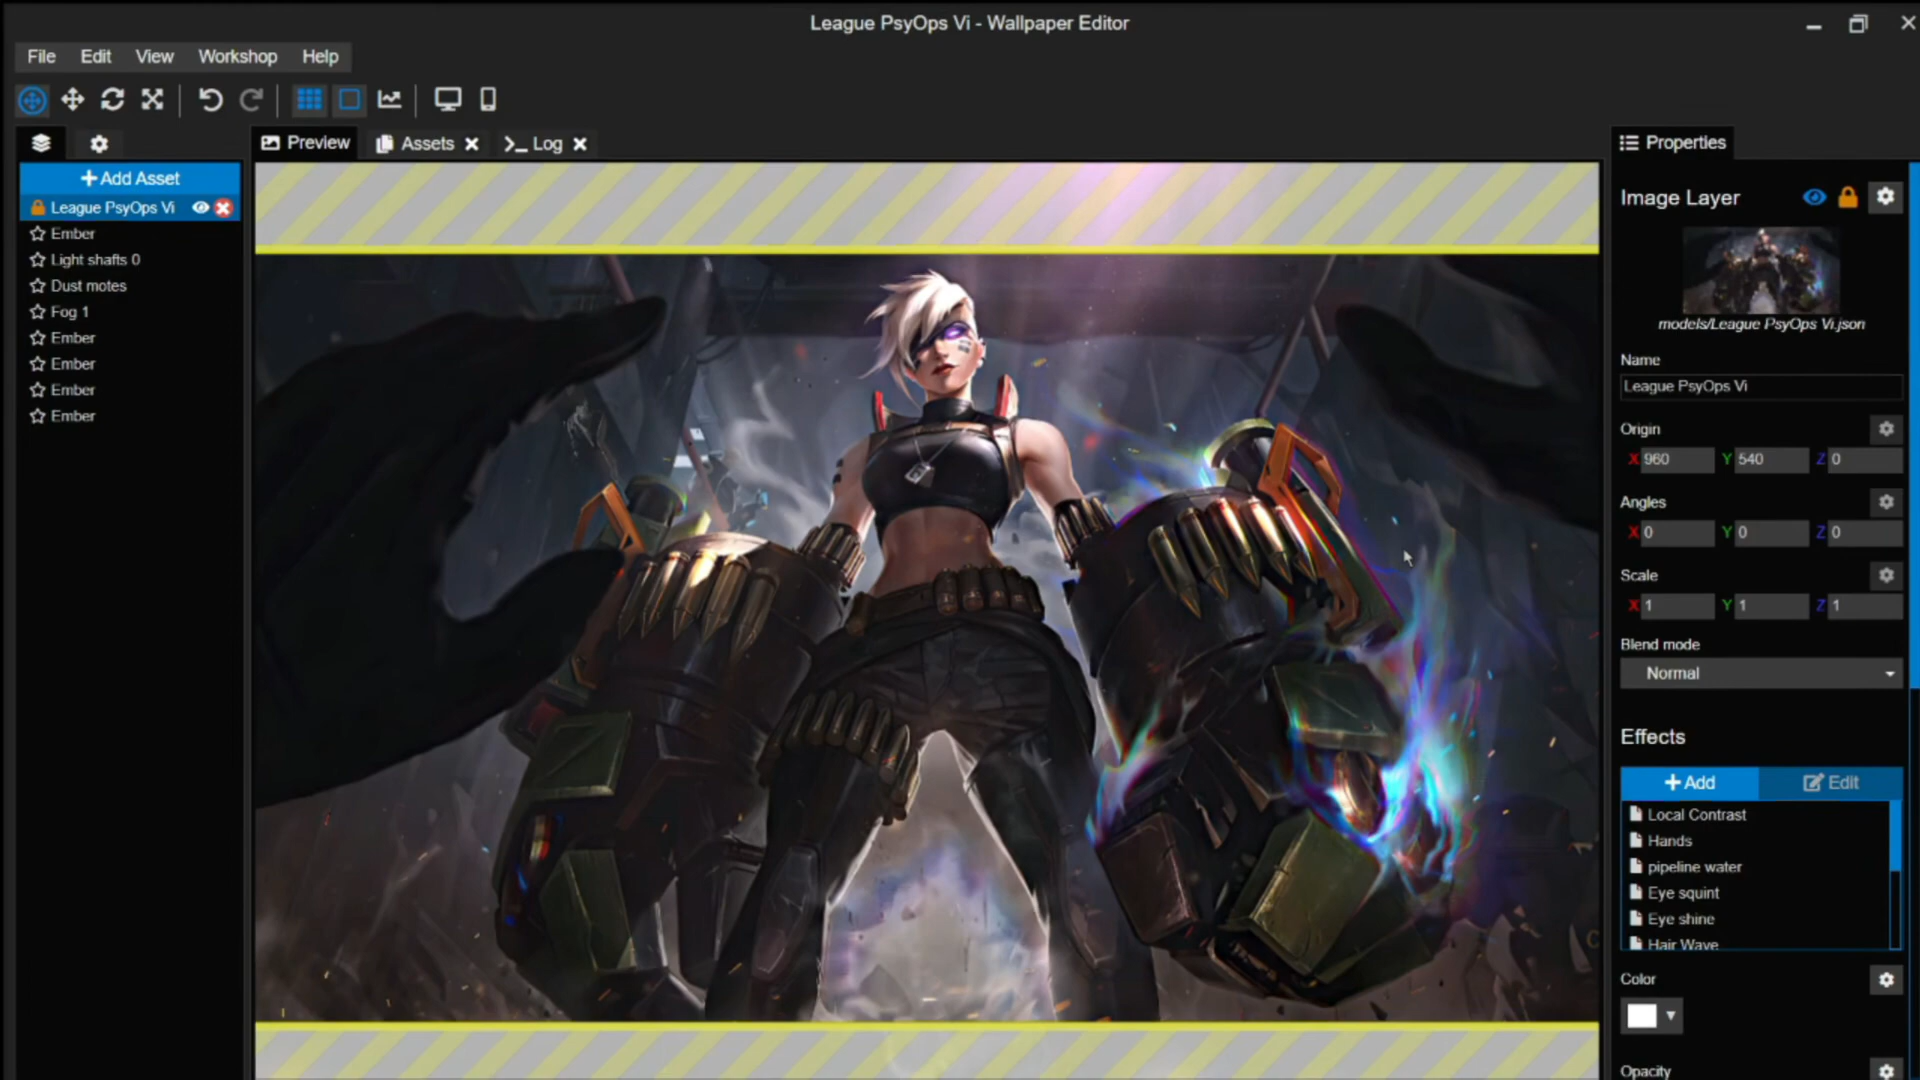 League PsyOps Vi - Wallpaper Editor
File Edit View Workshop Help
Preview Assets Log
Properties
Add Asset
League PsyOps Vi
Ember
Light shafts 0
Dust motes
Fog 1
Ember
Ember
Ember
Ember
Image Layer
models/League PsyOps Vi.json
Name
League PsyOps Vi
Origin
X 960 Y 540 Z 0
Angles
X 0 Y 0 Z 0
Scale
X 1 Y 1 Z 1
Blend mode
Normal
Effects
Add Edit
Local Contrast
Hands
pipeline water
Eye squint
Eye shine
Hair Wave
Color
Opacity